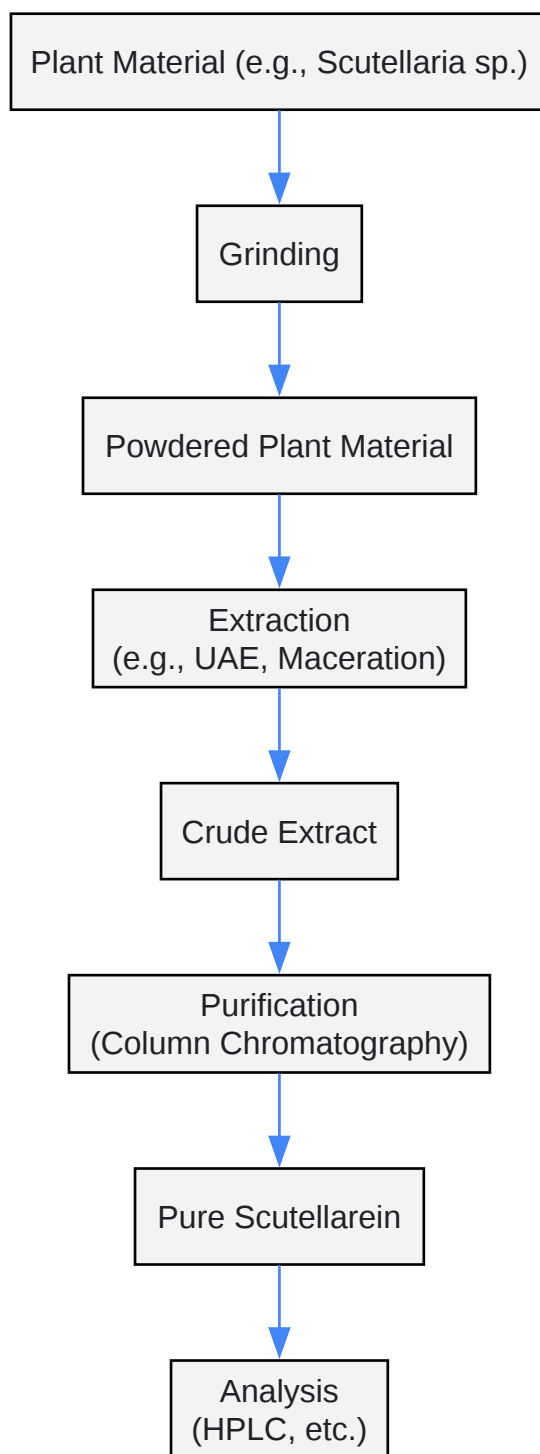 Plant Material (e.g., Scutellaria sp.)
Grinding
Powdered Plant Material
Extraction
(e.g., UAE, Maceration)
Crude Extract
Purification
(Column Chromatography)
Pure Scutellarein
Analysis
(HPLC, etc.)